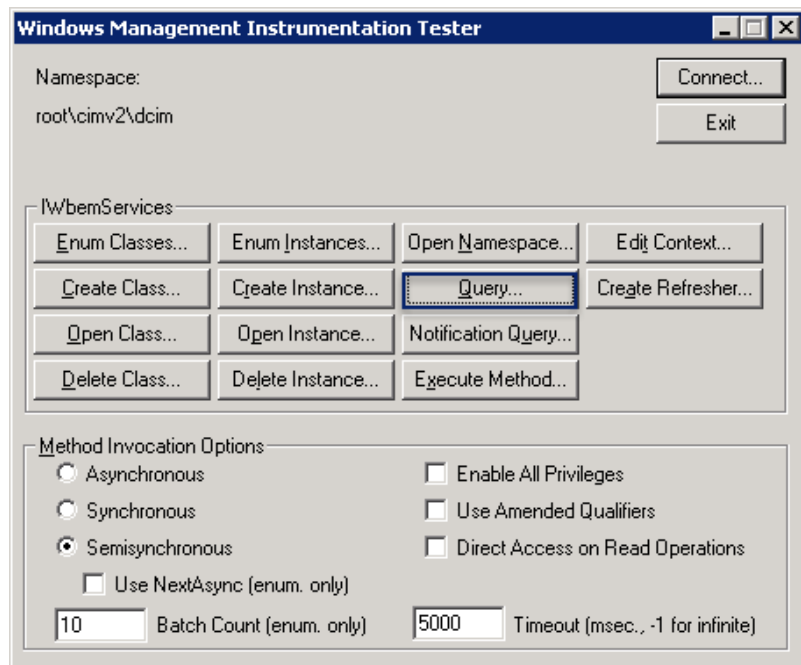 Windows Management Instrumentation Tester
Namespace:
Connect...
root\cimv2\dcim
Exit
IWbemServices
Enum Classes... Enum Instances... Open Namespace... Edit Context...
Create Class... Create Instance... Query... Create Refresher...
Open Class... Open Instance... Notification Query...
Delete Class... Delete Instance... Execute Method...
Method Invocation Options
Asynchronous Enable All Privileges
Synchronous Use Amended Qualifiers
Semisynchronous Direct Access on Read Operations
Use NextAsync (enum. only)
10 Batch Count (enum. only) 5000 Timeout (msec., -1 for infinite)